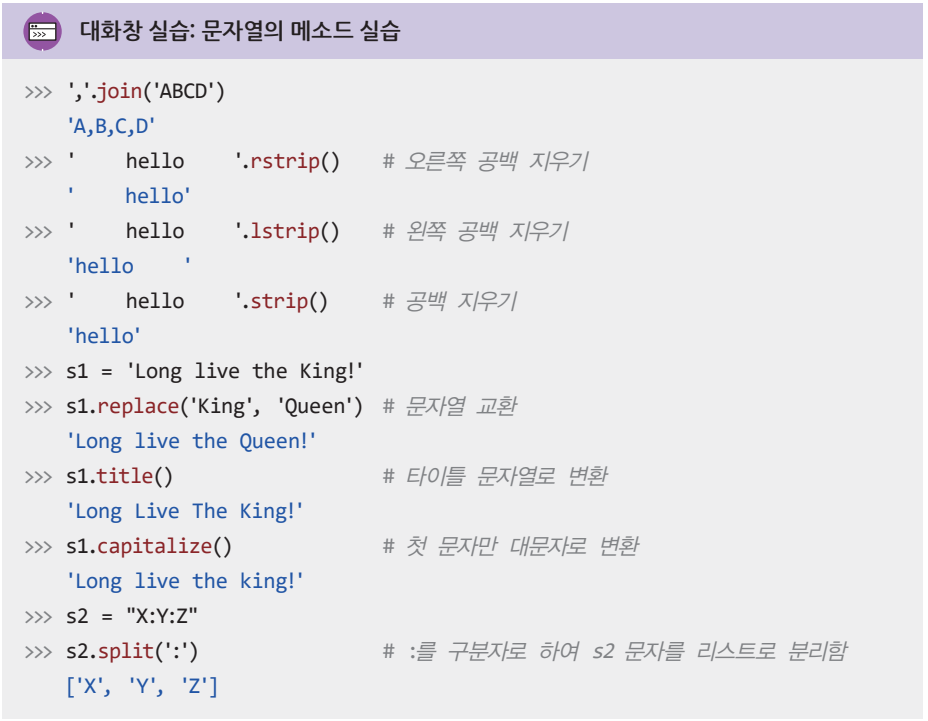 대화창 실습: 문자열의 메소드 실습
>>> ','.join('ABCD')
'A,B,C,D'
>>> '    hello    '.rstrip()   # 오른쪽 공백 지우기
'    hello'
>>> '    hello    '.lstrip()   # 왼쪽 공백 지우기
'hello    '
>>> '    hello    '.strip()    # 공백 지우기
'hello'
>>> s1 = 'Long live the King!'
>>> s1.replace('King', 'Queen') # 문자열 교환
'Long live the Queen!'
>>> s1.title()                  # 타이틀 문자열로 변환
'Long Live The King!'
>>> s1.capitalize()             # 첫 문자만 대문자로 변환
'Long live the king!'
>>> s2 = "X:Y:Z"
>>> s2.split(':')               # :를 구분자로 하여 s2 문자를 리스트로 분리함
['X', 'Y', 'Z']